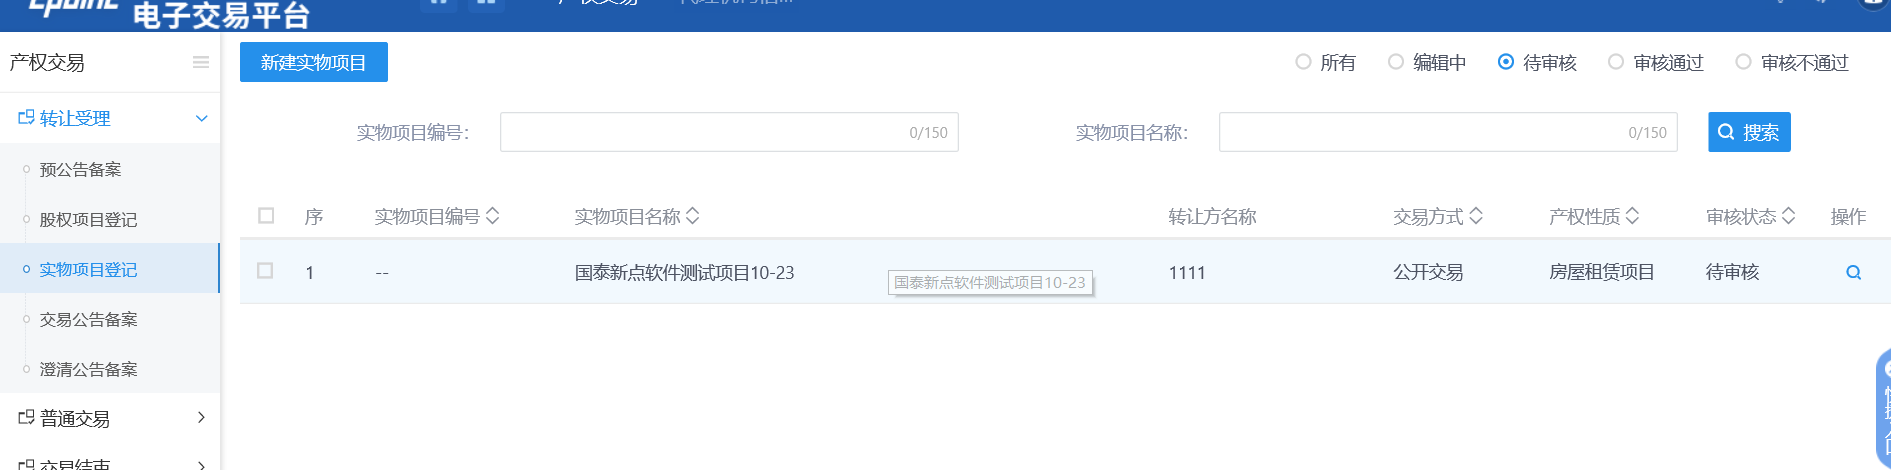 电子交易平台
产权交易
新建实物项目
所有 编辑中 待审核 审核通过 审核不通过
转让受理
实物项目编号: 0/150 实物项目名称: 0/150 搜索
预公告备案
股权项目登记
序 实物项目编号 实物项目名称 转让方名称 交易方式 产权性质 审核状态 操作
实物项目登记
1 -- 国泰新点软件测试项目10-23 1111 公开交易 房屋租赁项目 待审核
国泰新点软件测试项目10-23
交易公告备案
澄清公告备案
普通交易
交易结束